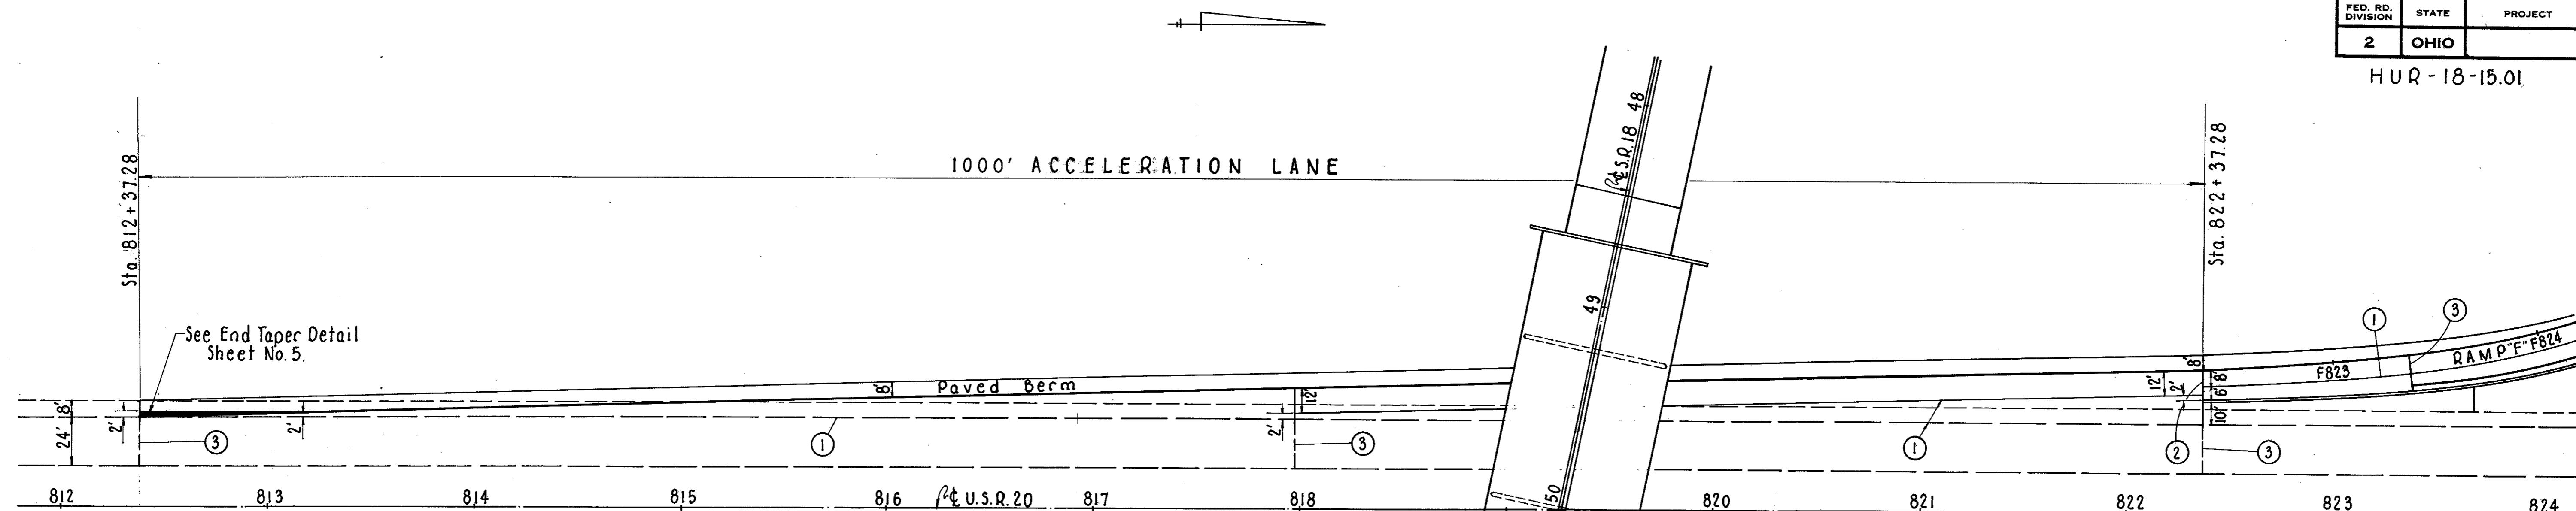 FED. RD. DIVISION STATE PROJECT
2 OHIO
HUR-18-15.01
1000' ACCELERATION LANE
Sta. 812+37.28
Sta. 822+37.28
℄ S.R. 18 48
49
50
See End Taper Detail
Sheet No. 5.
8'
24'
2'
3
2'
8'
Paved Berm
1
12'
2'
3
1
12'
2'
2
8'
8'
6'
10'
3
F823
1
3
RAMP "F" F824
812 813 814 815 816 ℄ U.S.R. 20 817 818 820 821 822 823 824